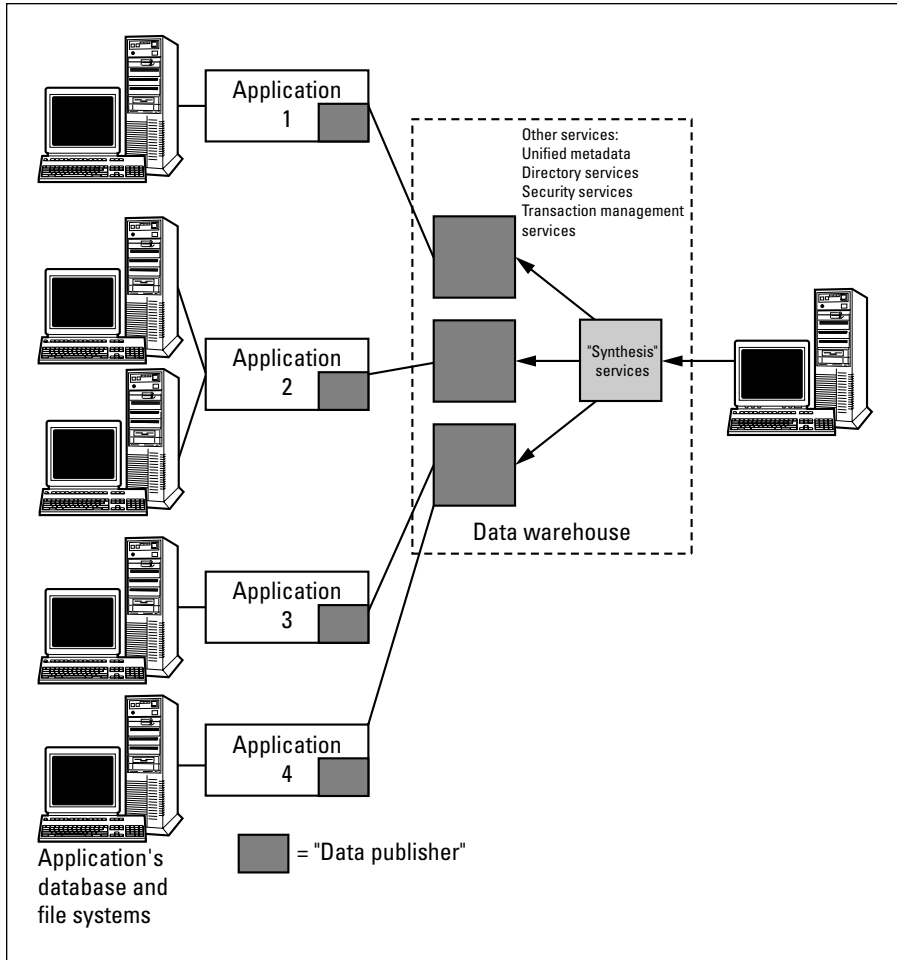 Application
1
Other services:
Unified metadata
Directory services
Security services
Transaction management
services
Application
2
"Synthesis"
services
Data warehouse
Application
3
Application
4
= "Data publisher"
Application's
database and
file systems